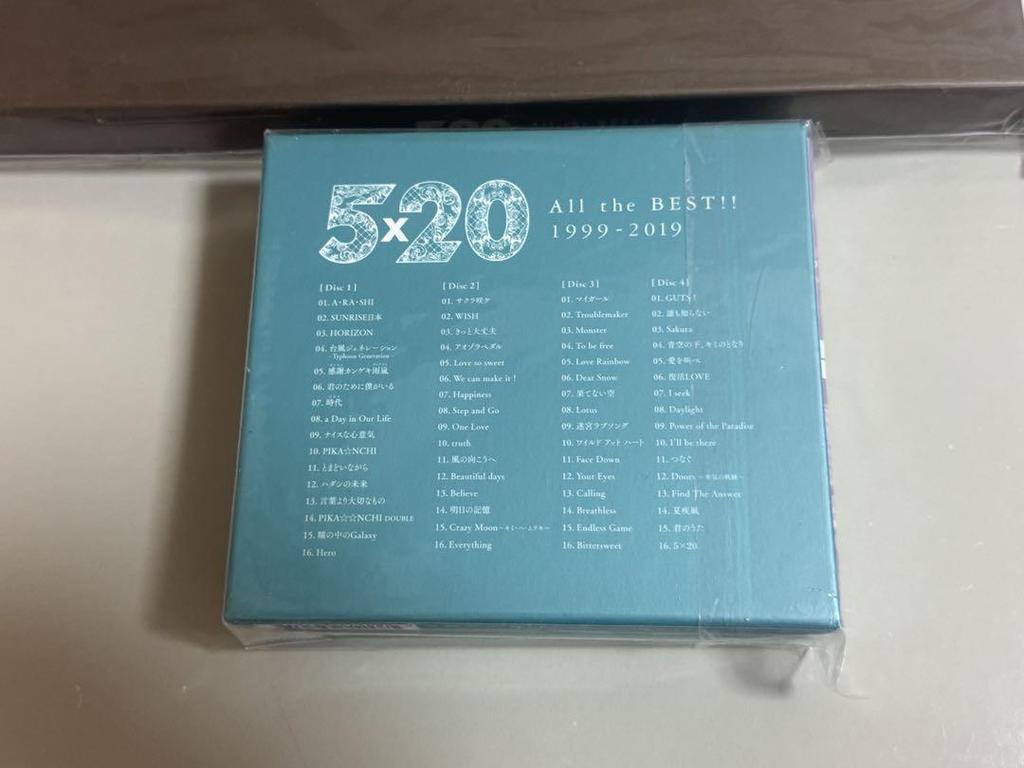 5x20
All the BEST!!
1999-2019
[Disc 1]
01. A・RA・SHI
02. SUNRISE日本
03. HORIZON
04. 台風ジェネレーション
-Typhoon Generation-
05. 感謝カンゲキ雨嵐
06. 君のために僕がいる
07. 時代
08. a Day in Our Life
09. ナイスな心意気
10. PIKA☆NCHI
11. とまどいながら
12. ハダシの未来
13. 言葉より大切なもの
14. PIKA☆☆NCHI DOUBLE
15. 瞳の中のGalaxy
16. Hero
[Disc 2]
01. サクラ咲ケ
02. WISH
03. きっと大丈夫
04. アオゾラペダル
05. Love so sweet
06. We can make it!
07. Happiness
08. Step and Go
09. One Love
10. truth
11. 風の向こうへ
12. Beautiful days
13. Believe
14. 明日の記憶
15. Crazy Moon～キミ・ハ・ムテキ～
16. Everything
[Disc 3]
01. マイガール
02. Troublemaker
03. Monster
04. To be free
05. Love Rainbow
06. Dear Snow
07. 果てない空
08. Lotus
09. 迷宮ラブソング
10. ワイルド アット ハート
11. Face Down
12. Your Eyes
13. Calling
14. Breathless
15. Endless Game
16. Bittersweet
[Disc 4]
01. GUTS!
02. 誰も知らない
03. Sakura
04. 青空の下、キミのとなり
05. 愛を叫べ
06. 復活LOVE
07. I seek
08. Daylight
09. Power of the Paradise
10. I'll be there
11. つなぐ
12. Doors ～勇気の軌跡～
13. Find The Answer
14. 夏疾風
15. 君のうた
16. 5×20